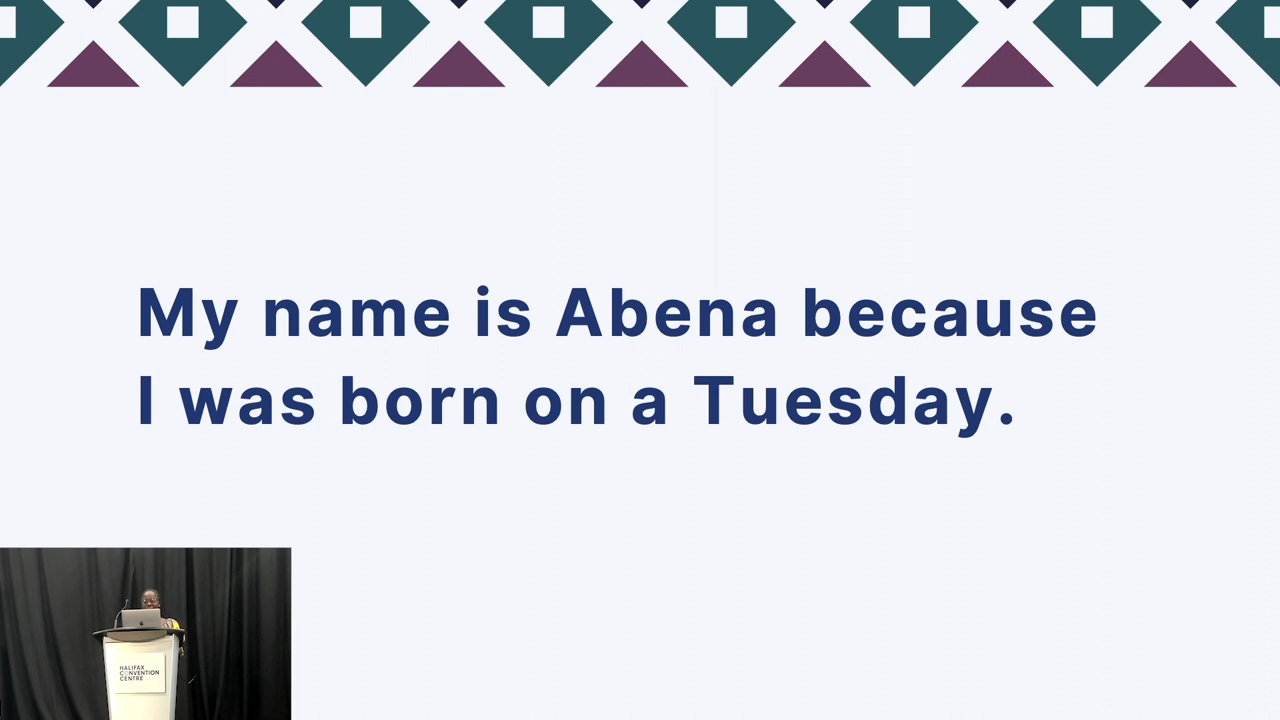 My name is Abena because
I was born on a Tuesday.
HALIFAX
CONVENTION
CENTRE